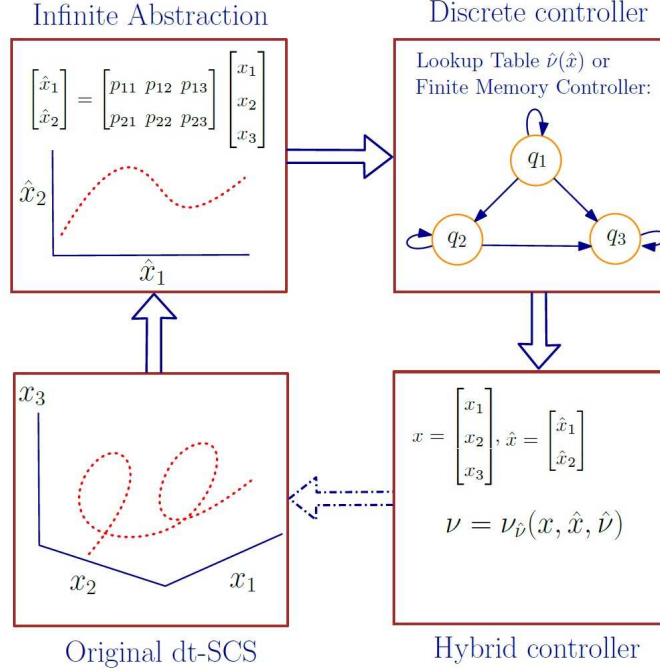 Infinite Abstraction
Discrete controller
[x̂₁ x̂₂] = [p₁₁ p₁₂ p₁₃ p₂₁ p₂₂ p₂₃] [x₁ x₂ x₃]
x̂₂
x̂₁
Lookup Table ν̂(x̂) or
Finite Memory Controller:
q₁
q₂
q₃
x₃
x₂
x₁
x = [x₁ x₂ x₃], x̂ = [x̂₁ x̂₂]
ν = ν_ν̂(x, x̂, ν̂)
Original dt-SCS
Hybrid controller